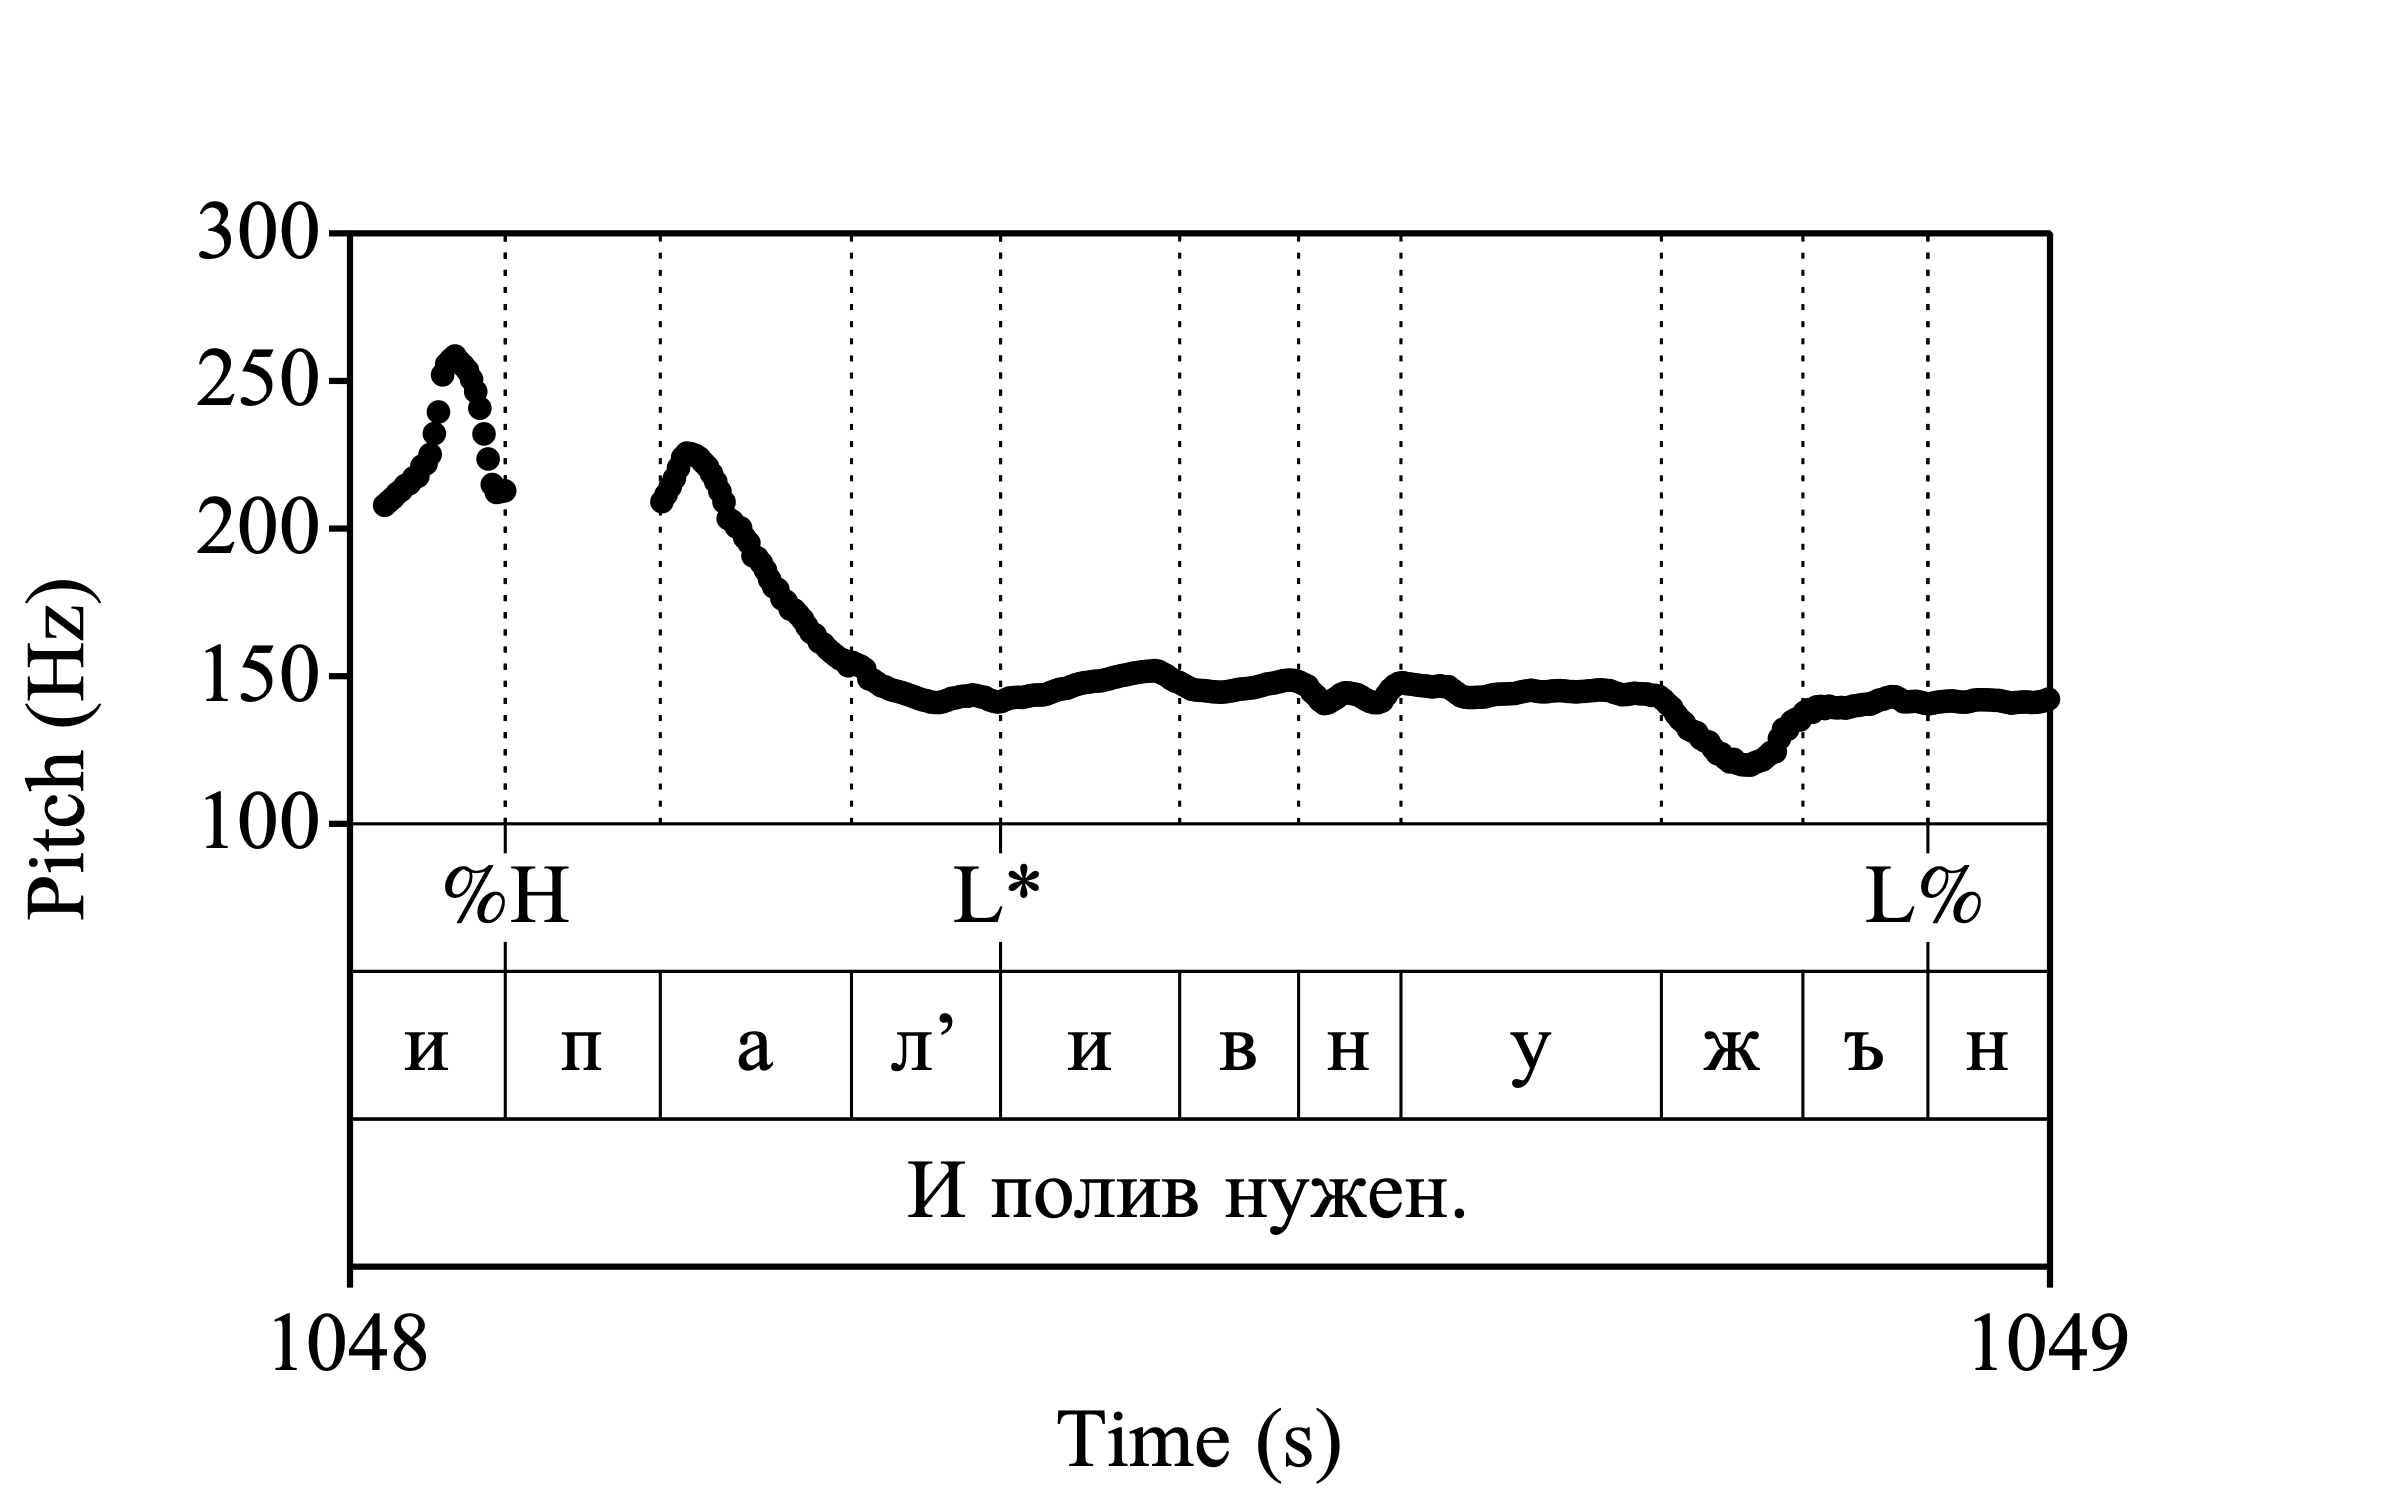 300
250
200
150
100
Pitch (Hz)
%H L* L%
и п а л’ и в н у ж ъ н
И полив нужен.
1048 1049
Time (s)